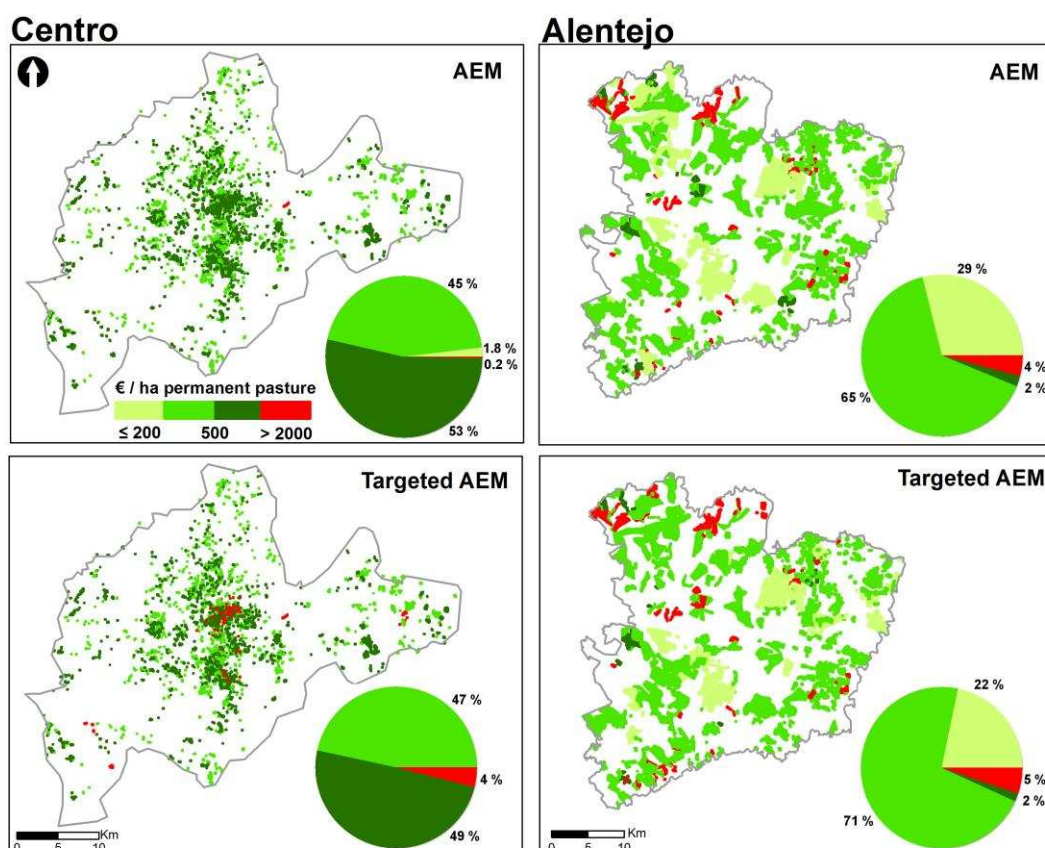 Centro
Alentejo
AEM
AEM
45 %
1.8 %
0.2 %
53 %
€ / ha permanent pasture
≤ 200 500 > 2000
29 %
4 %
2 %
65 %
Targeted AEM
Targeted AEM
47 %
4 %
49 %
22 %
5 %
2 %
71 %
Km
0 5 10
Km
0 5 10